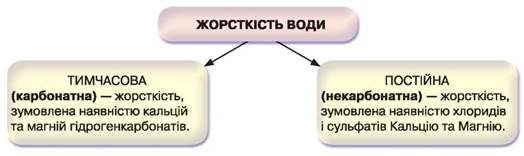 ЖОРСТКІСТЬ ВОДИ
ТИМЧАСОВА
(карбонатна) — жорсткість,
зумовлена наявністю кальцій
та магній гідрогенкарбонатів.
ПОСТІЙНА
(некарбонатна) — жорсткість,
зумовлена наявністю хлоридів
і сульфатів Кальцію та Магнію.